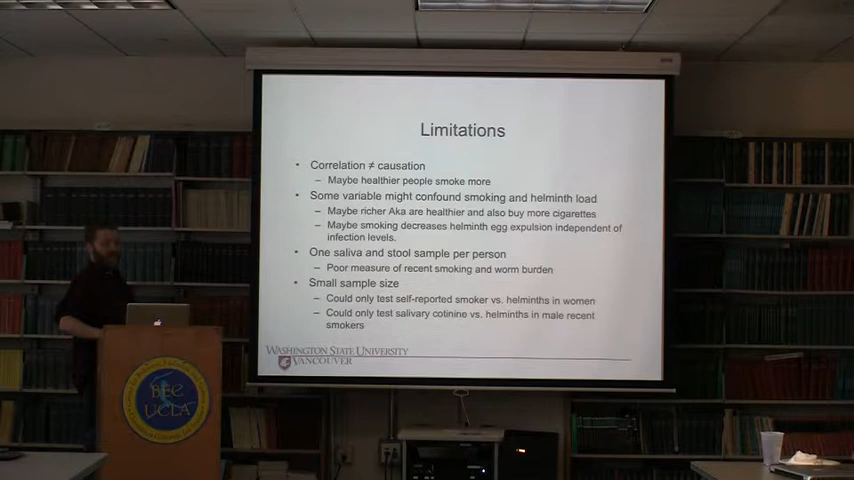 Limitations
• Correlation ≠ causation
– Maybe healthier people smoke more
• Some variable might confound smoking and helminth load
– Maybe richer Aka are healthier and also buy more cigarettes
– Maybe smoking decreases helminth egg expulsion independent of
infection levels.
• One saliva and stool sample per person
– Poor measure of recent smoking and worm burden
• Small sample size
– Could only test self-reported smoker vs. helminths in women
– Could only test salivary cotinine vs. helminths in male recent
smokers
WASHINGTON STATE UNIVERSITY
VANCOUVER
BEC
UCLA